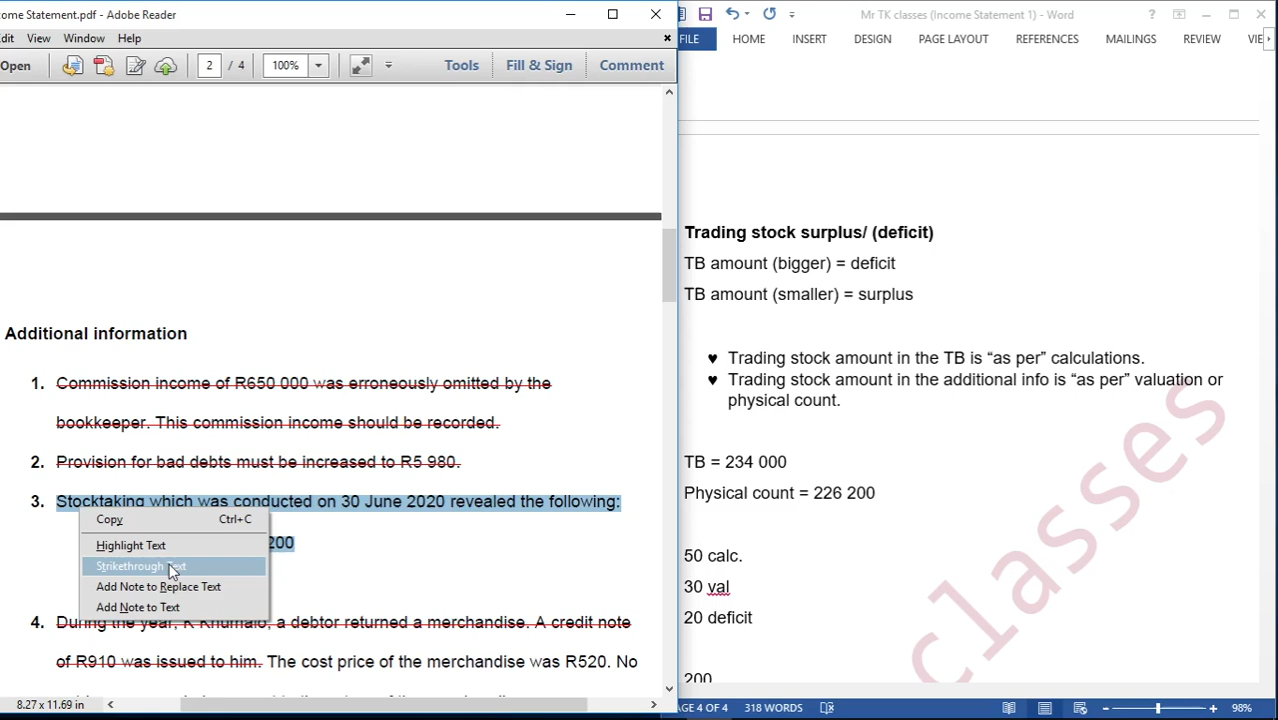 ome Statement.pdf - Adobe Reader
dit View Window Help
Open 2 / 4 100% Tools Fill & Sign Comment
Additional information
1. Commission income of R650 000 was erroneously omitted by the
bookkeeper. This commission income should be recorded.
2. Provision for bad debts must be increased to R5 980.
3. Stocktaking which was conducted on 30 June 2020 revealed the following:
200
Copy Ctrl+C
Highlight Text
Strikethrough Text
Add Note to Replace Text
Add Note to Text
4. During the year, K Khumalo, a debtor returned a merchandise. A credit note
of R910 was issued to him. The cost price of the merchandise was R520. No
8.27 x 11.69 in
Mr TK classes (Income Statement 1) - Word
FILE HOME INSERT DESIGN PAGE LAYOUT REFERENCES MAILINGS REVIEW VIE
Trading stock surplus/ (deficit)
TB amount (bigger) = deficit
TB amount (smaller) = surplus
♥ Trading stock amount in the TB is “as per” calculations.
♥ Trading stock amount in the additional info is “as per” valuation or
physical count.
TB = 234 000
Physical count = 226 200
50 calc.
30 val
20 deficit
200
classes
PAGE 4 OF 4 318 WORDS 98%